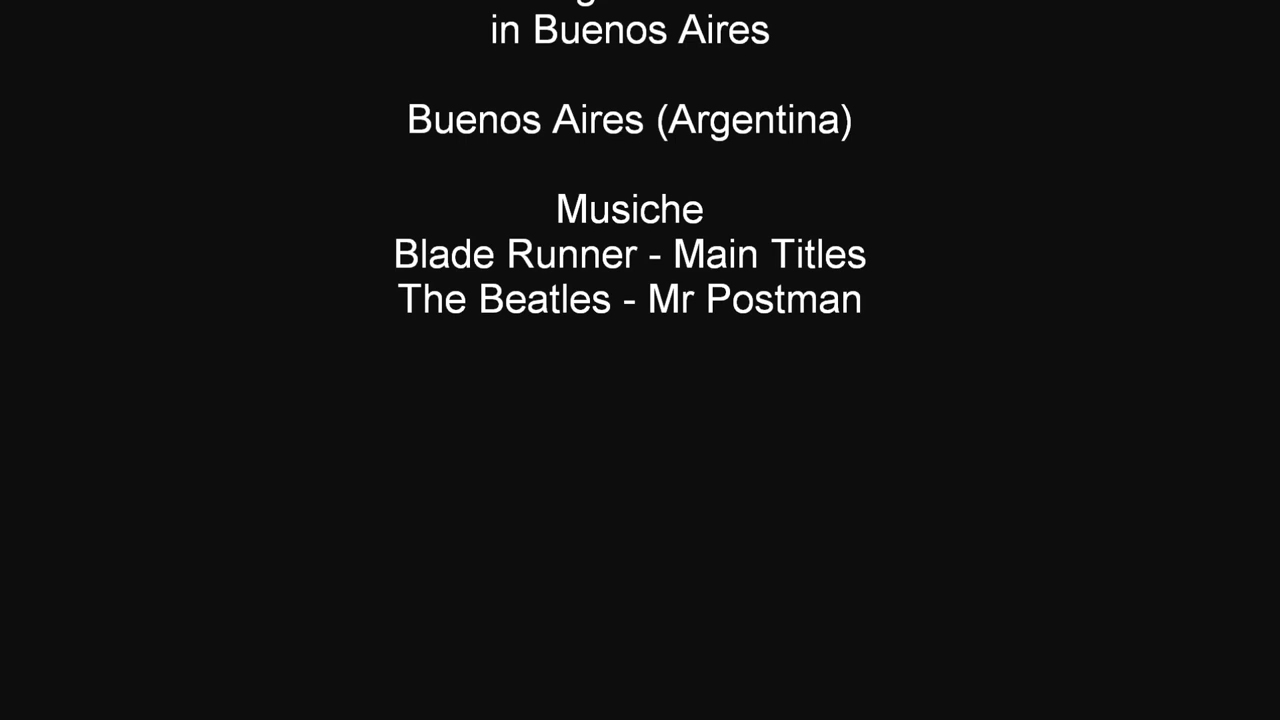 in Buenos Aires
Buenos Aires (Argentina)
Musiche
Blade Runner - Main Titles
The Beatles - Mr Postman